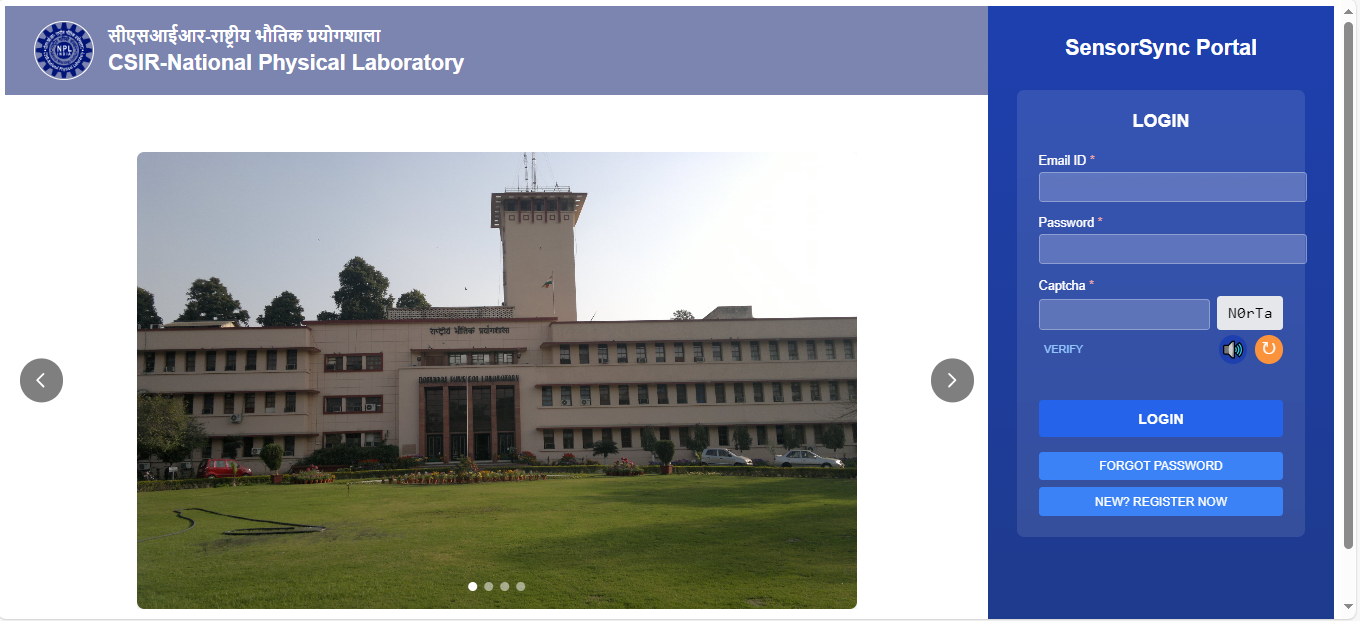 सीएसआईआर-राष्ट्रीय भौतिक प्रयोगशाला
CSIR-National Physical Laboratory
NPL
राष्ट्रीय भौतिक प्रयोगशाला
NATIONAL PHYSICAL LABORATORY
SensorSync Portal
LOGIN
Email ID *
Password *
Captcha *
N0rTa
VERIFY
LOGIN
FORGOT PASSWORD
NEW? REGISTER NOW